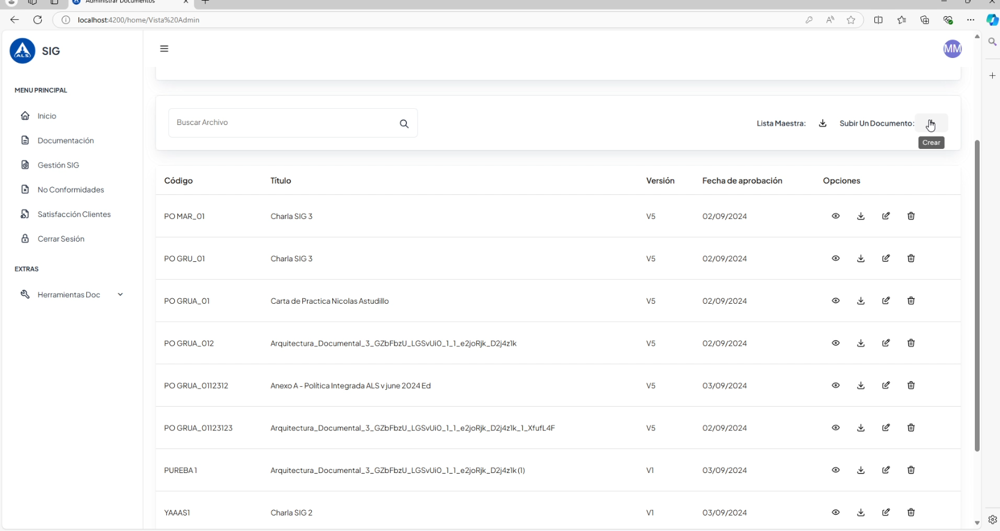 Administrar Documentos
localhost:4200/home/Vista%20Admin
ALS
SIG
MM
MENU PRINCIPAL
Inicio
Documentación
Gestión SIG
No Conformidades
Satisfacción Clientes
Cerrar Sesión
EXTRAS
Herramientas Doc
Buscar Archivo
Lista Maestra:
Subir Un Documento:
Crear
Código Título Versión Fecha de aprobación Opciones
PO MAR_01 Charla SIG 3 V5 02/09/2024
PO GRU_01 Charla SIG 3 V5 02/09/2024
PO GRUA_01 Carta de Practica Nicolas Astudillo V5 02/09/2024
PO GRUA_012 Arquitectura_Documental_3_GZbFbzU_LGSvUi0_1_1_e2joRjk_D2j4z1k V5 02/09/2024
PO GRUA_0112312 Anexo A - Política Integrada ALS v june 2024 Ed V5 03/09/2024
PO GRUA_01123123 Arquitectura_Documental_3_GZbFbzU_LGSvUi0_1_1_e2joRjk_D2j4z1k_1_XfufL4F V5 02/09/2024
PUREBA 1 Arquitectura_Documental_3_GZbFbzU_LGSvUi0_1_1_e2joRjk_D2j4z1k (1) V1 03/09/2024
YAAAS1 Charla SIG 2 V1 03/09/2024